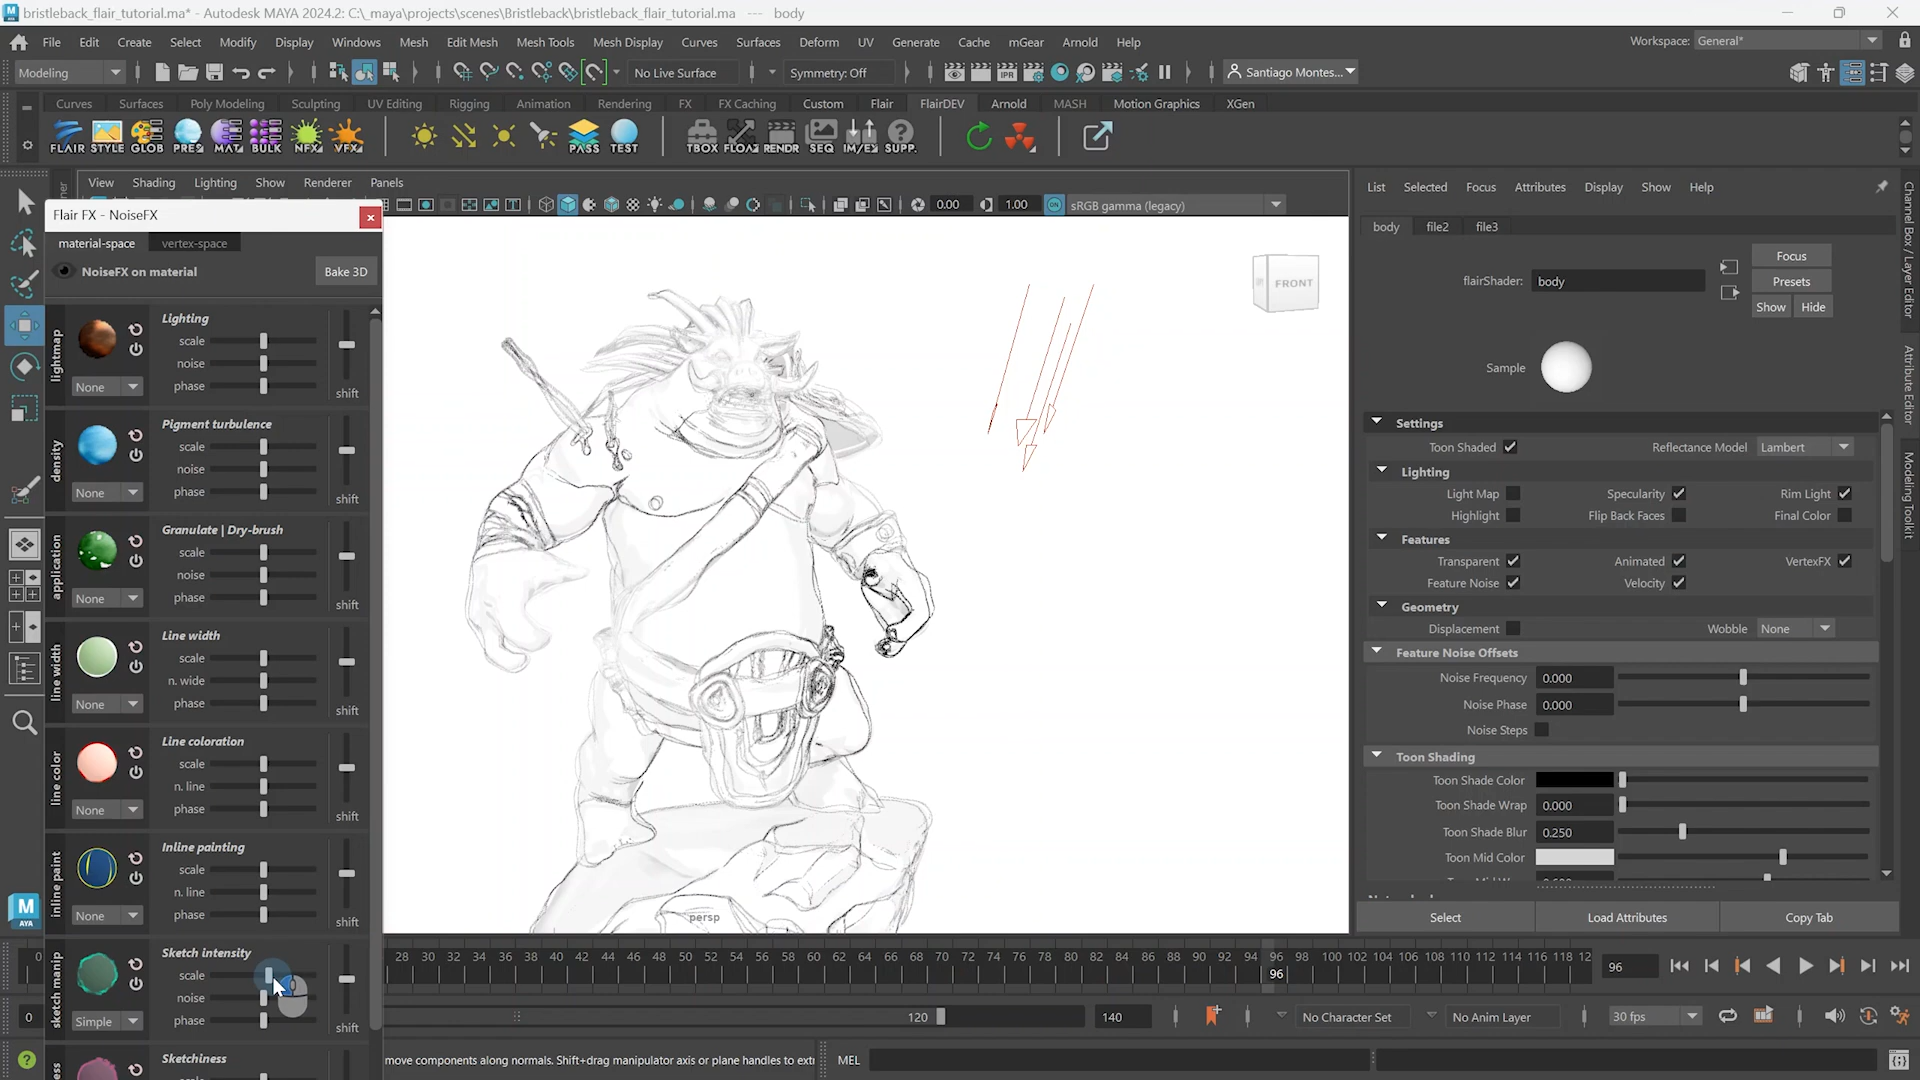 bristleback_flair_tutorial.ma* - Autodesk MAYA 2024.2: C:\_maya\projects\scenes\Bristleback\bristleback_flair_tutorial.ma --- body
File Edit Create Select Modify Display Windows Mesh Edit Mesh Mesh Tools Mesh Display Curves Surfaces Deform UV Generate Cache mGear Arnold Help
Workspace: General*
Modeling
No Live Surface
Symmetry: Off
IPR
Santiago Montes...
Curves Surfaces Poly Modeling Sculpting UV Editing Rigging Animation Rendering FX FX Caching Custom Flair FlairDEV Arnold MASH Motion Graphics XGen
FLAIR STYLE GLOB PRES MAT BULK NFX VFX PASS TEST TBOX FLOAT RENDR SEQ IM/EX SUPP.
View Shading Lighting Show Renderer Panels
0.00 1.00 sRGB gamma (legacy)
Flair FX - NoiseFX
material-space vertex-space
NoiseFX on material Bake 3D
lightmap
Lighting
scale
noise
phase
None
shift
density
Pigment turbulence
scale
noise
phase
None
shift
application
Granulate | Dry-brush
scale
noise
phase
None
shift
line width
Line width
scale
n. wide
phase
None
shift
line color
Line coloration
scale
n. line
phase
None
shift
inline paint
Inline painting
scale
n. line
phase
None
shift
sketch manip
Sketch intensity
scale
noise
phase
Simple
shift
Sketchiness
FRONT
persp
List Selected Focus Attributes Display Show Help
body file2 file3
flairShader: body
Focus
Presets
Show Hide
Sample
Settings
Toon Shaded
Reflectance Model Lambert
Lighting
Light Map Specularity Rim Light
Highlight Flip Back Faces Final Color
Features
Transparent Animated VertexFX
Feature Noise Velocity
Geometry
Displacement Wobble None
Feature Noise Offsets
Noise Frequency 0.000
Noise Phase 0.000
Noise Steps
Toon Shading
Toon Shade Color
Toon Shade Wrap 0.000
Toon Shade Blur 0.250
Toon Mid Color
Select Load Attributes Copy Tab
Channel Box / Layer Editor
Attribute Editor
Modeling Toolkit
M
AYA
0 28 30 32 34 36 38 40 42 44 46 48 50 52 54 56 58 60 62 64 66 68 70 72 74 76 78 80 82 84 86 88 90 92 94 96 98 100 102 104 106 108 110 112 114 116 118 12
96
96
0 120 140 No Character Set No Anim Layer 30 fps
move components along normals. Shift+drag manipulator axis or plane handles to extr
MEL